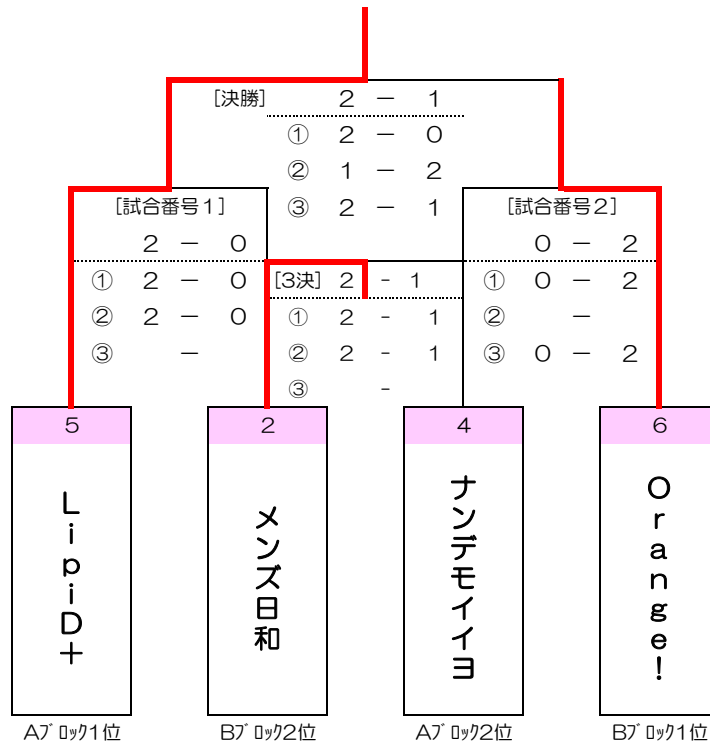 [決勝] 2 － 1
① 2 － 0
② 1 － 2
③ 2 － 1
[試合番号1]
2 － 0
① 2 － 0
② 2 － 0
③ －
[3決] 2 - 1
① 2 - 1
② 2 - 1
③ -
[試合番号2]
0 － 2
① 0 － 2
② －
③ 0 － 2
5
LipiD+
Aﾌﾞﾛｯｸ1位
2
メンズ日和
Bﾌﾞﾛｯｸ2位
4
ナンデモイイヨ
Aﾌﾞﾛｯｸ2位
6
Orange!
Bﾌﾞﾛｯｸ1位